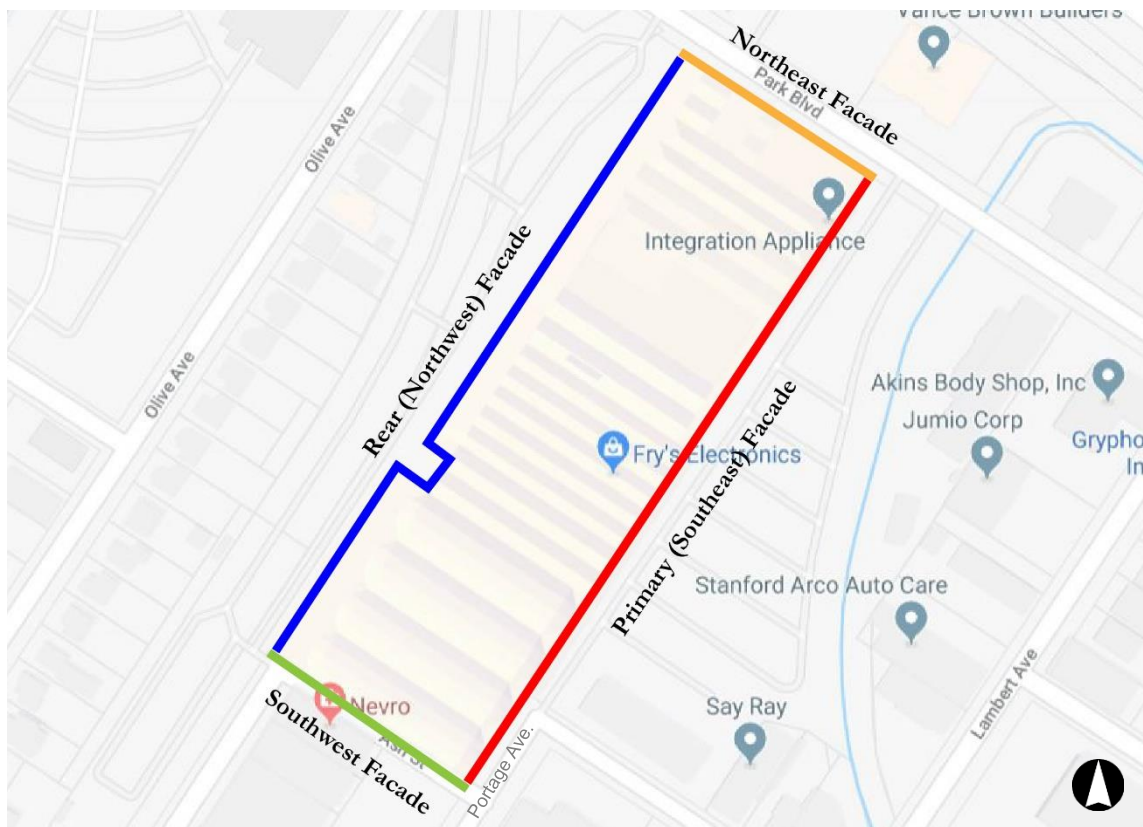 Vance Brown Builders
Northeast Facade
Park Blvd
Olive Ave
Integration Appliance
Rear (Northwest) Facade
Olive Ave
Akins Body Shop, Inc
Jumio Corp
Fry's Electronics
Primary (Southeast) Facade
Stanford Arco Auto Care
Lambert Ave
Nevro
Say Ray
Ash St
Southwest Facade
Portage Ave.